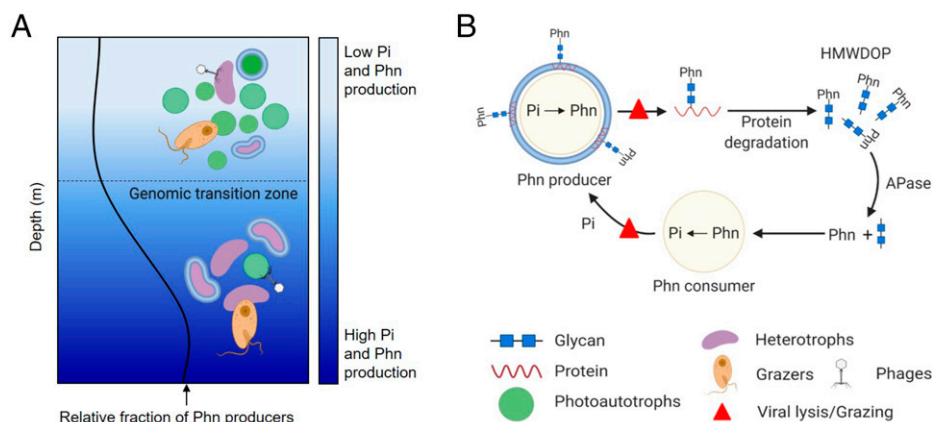 A
Depth (m)
Genomic transition zone
Relative fraction of Phn producers
Low Pi
and Phn
production
High Pi
and Phn
production
B
Phn
Phn
Phn
Pi → Phn
Phn producer
Phn
Protein
degradation
HMWDOP
Phn
Phn
Phn
Phn
APase
Phn +
Pi ← Phn
Phn consumer
Pi
Glycan
Protein
Photoautotrophs
Heterotrophs
Grazers
Phages
Viral lysis/Grazing